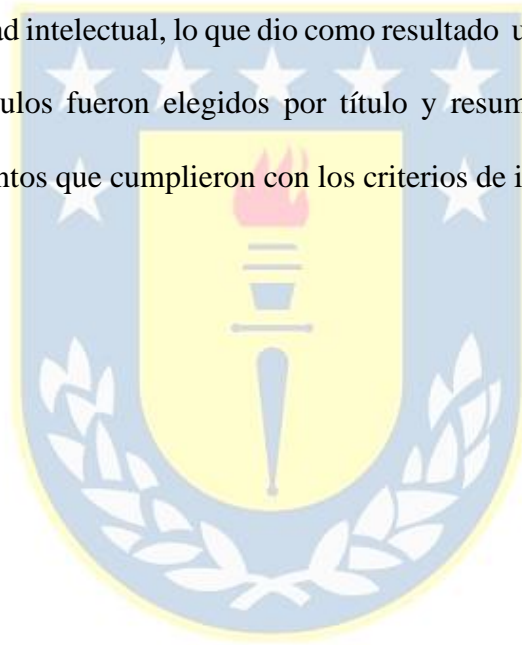 ad intelectual, lo que dio como resultado u
ulos fueron elegidos por título y resum
ntos que cumplieron con los criterios de i